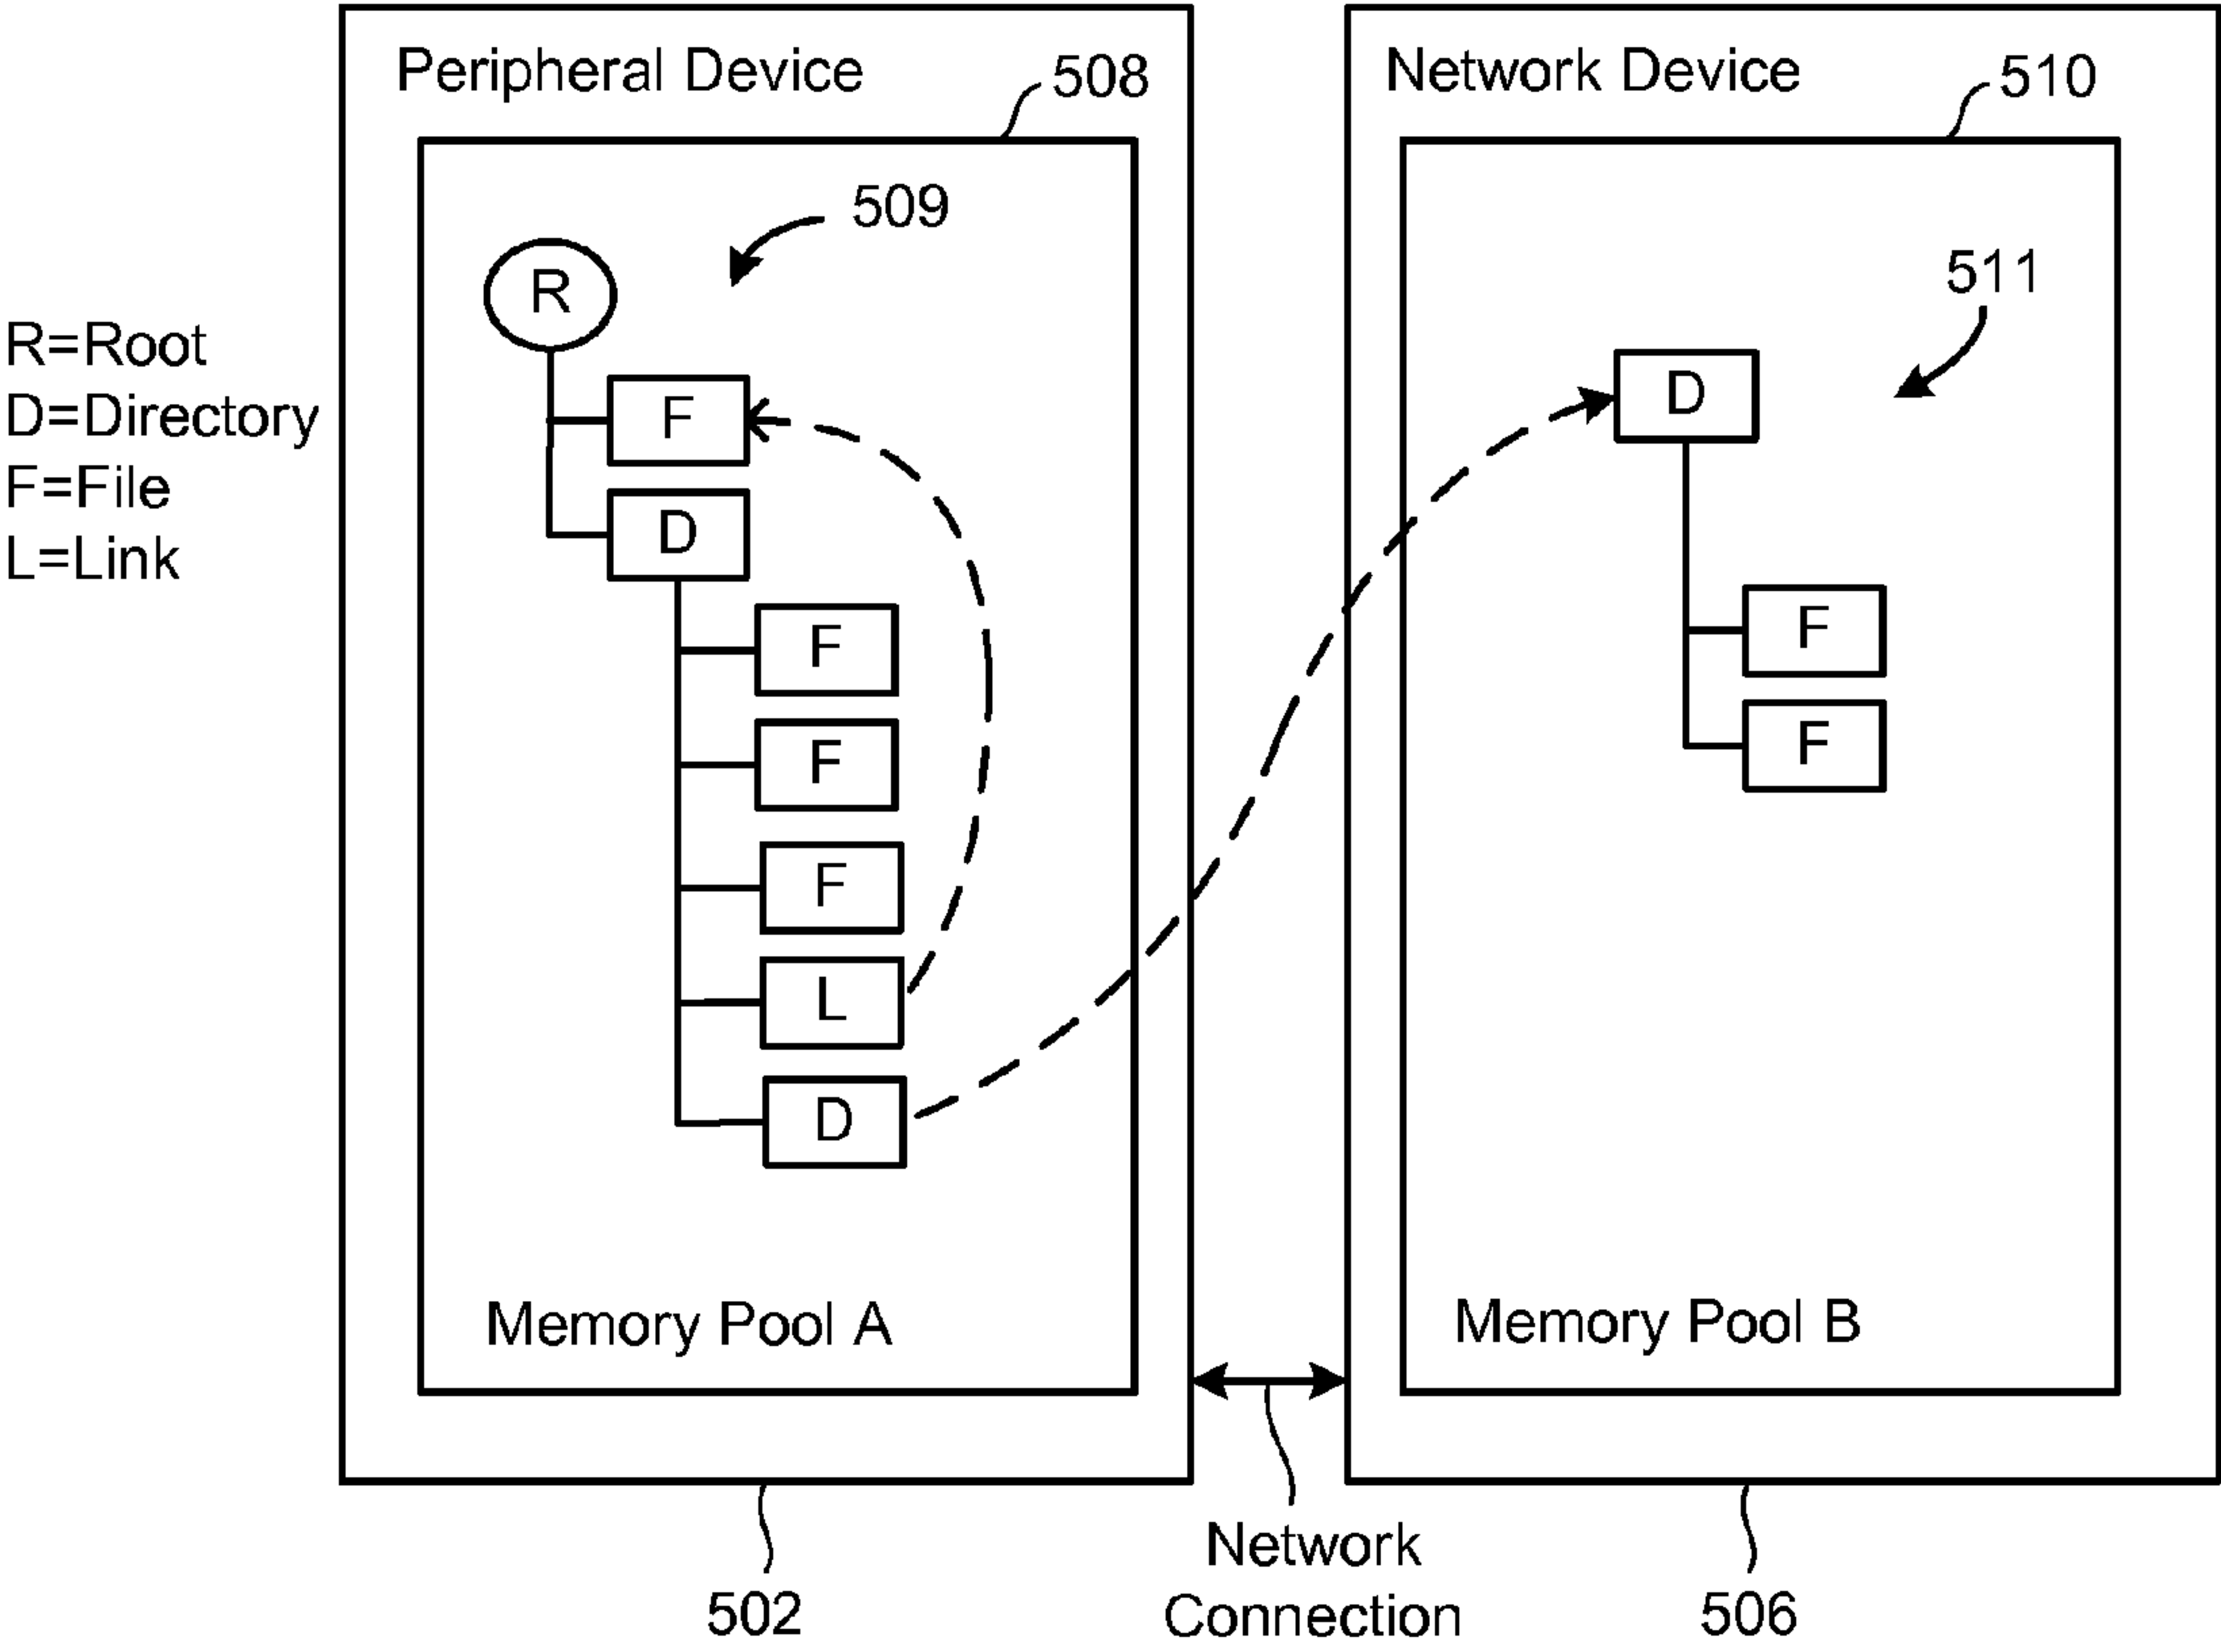 Peripheral Device
508
Network Device
510
509
511
R
R=Root
D=Directory
F=File
L=Link
F
D
D
F
F
F
F
F
L
D
Memory Pool A
Memory Pool B
Network
Connection
502
506